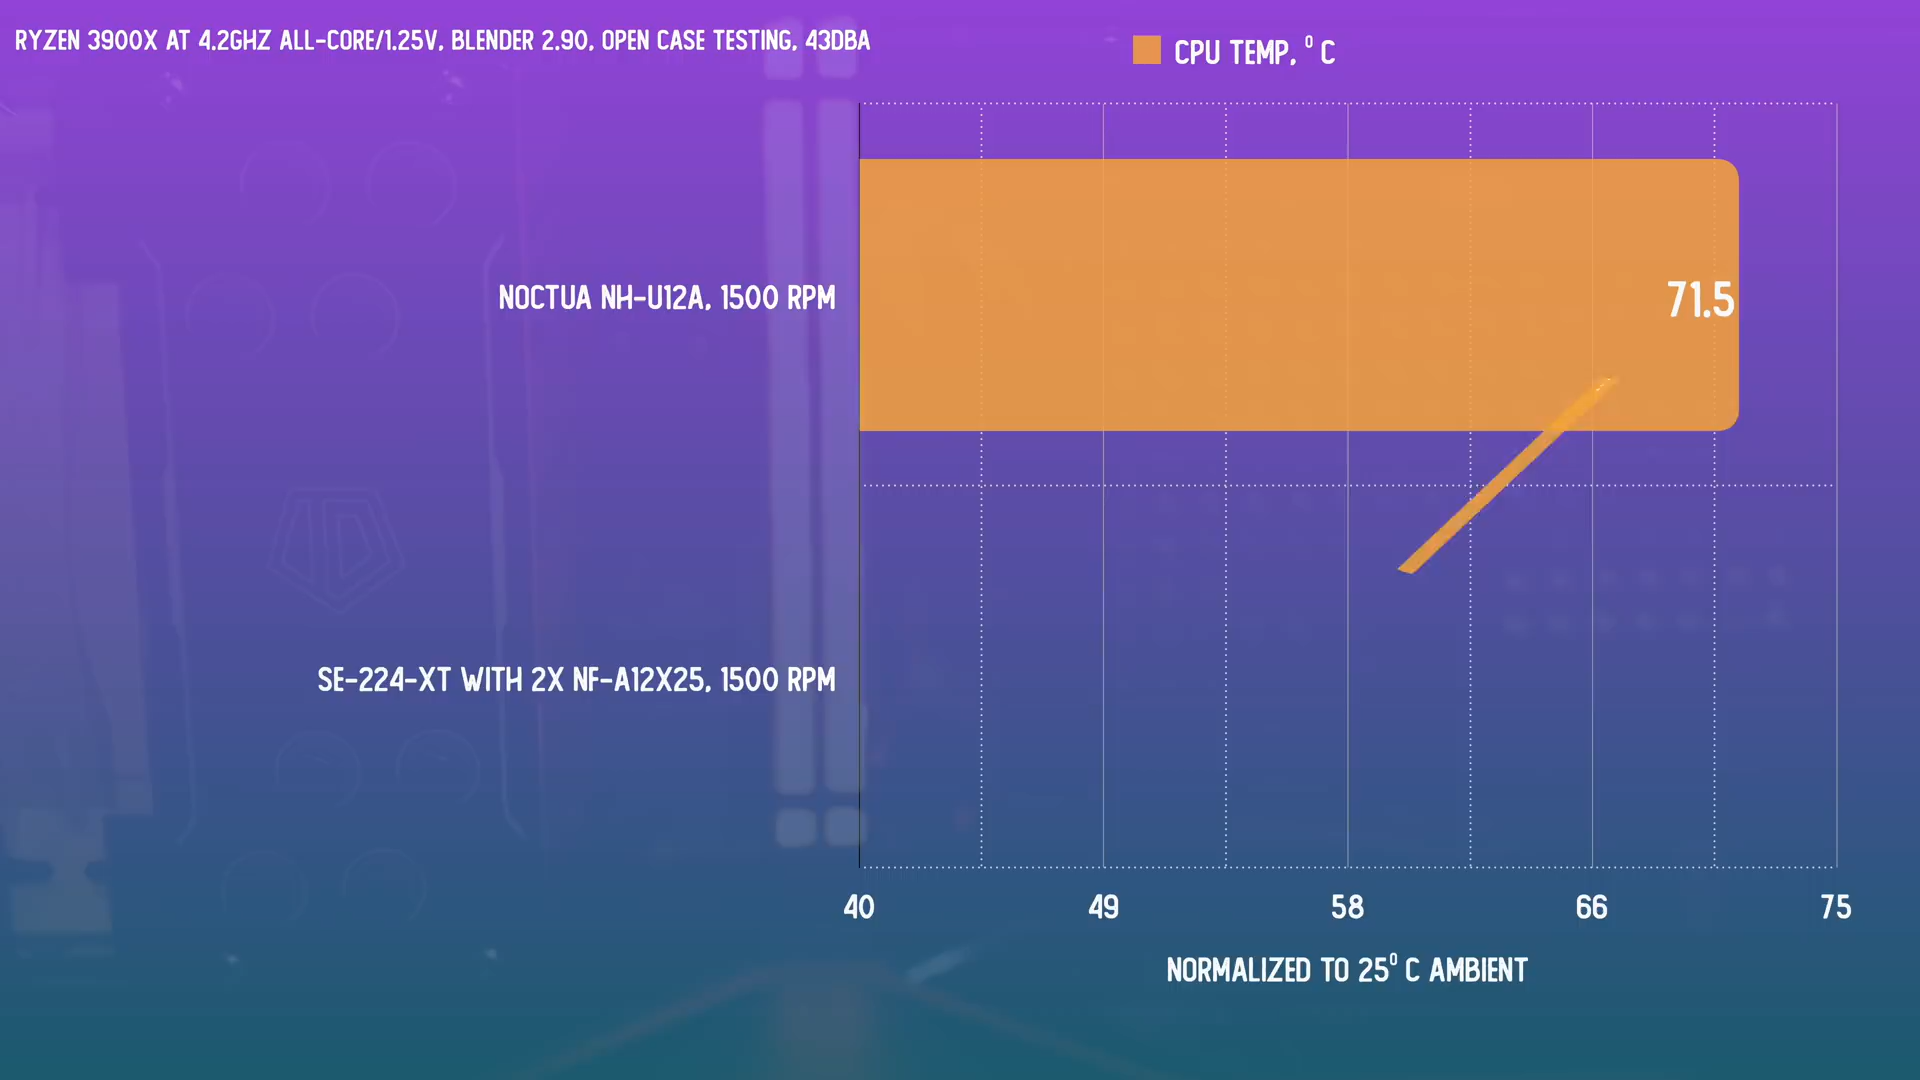 RYZEN 3900X AT 4.2GHZ ALL-CORE/1.25V, BLENDER 2.90, OPEN CASE TESTING, 43DBA
CPU TEMP, ⁰ C
NOCTUA NH-U12A, 1500 RPM
71.5
SE-224-XT WITH 2X NF-A12X25, 1500 RPM
40 49 58 66 75
NORMALIZED TO 25⁰ C AMBIENT